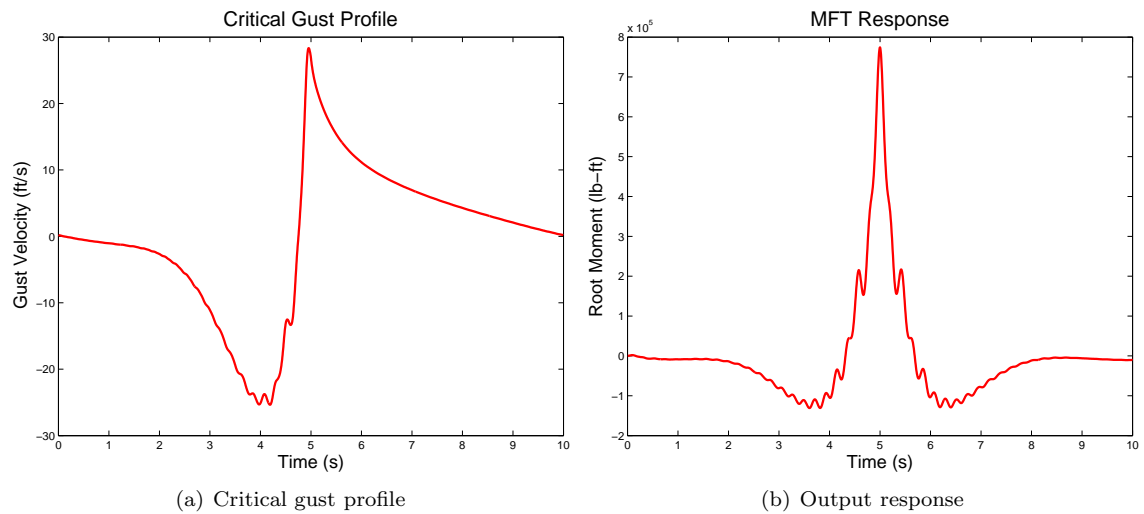 Critical Gust Profile
30
20
10
0
−10
−20
−30
0 1 2 3 4 5 6 7 8 9 10
Gust Velocity (ft/s)
Time (s)
(a) Critical gust profile
MFT Response
x 10^5
8
7
6
5
4
3
2
1
0
−1
−2
0 1 2 3 4 5 6 7 8 9 10
Root Moment (lb−ft)
Time (s)
(b) Output response